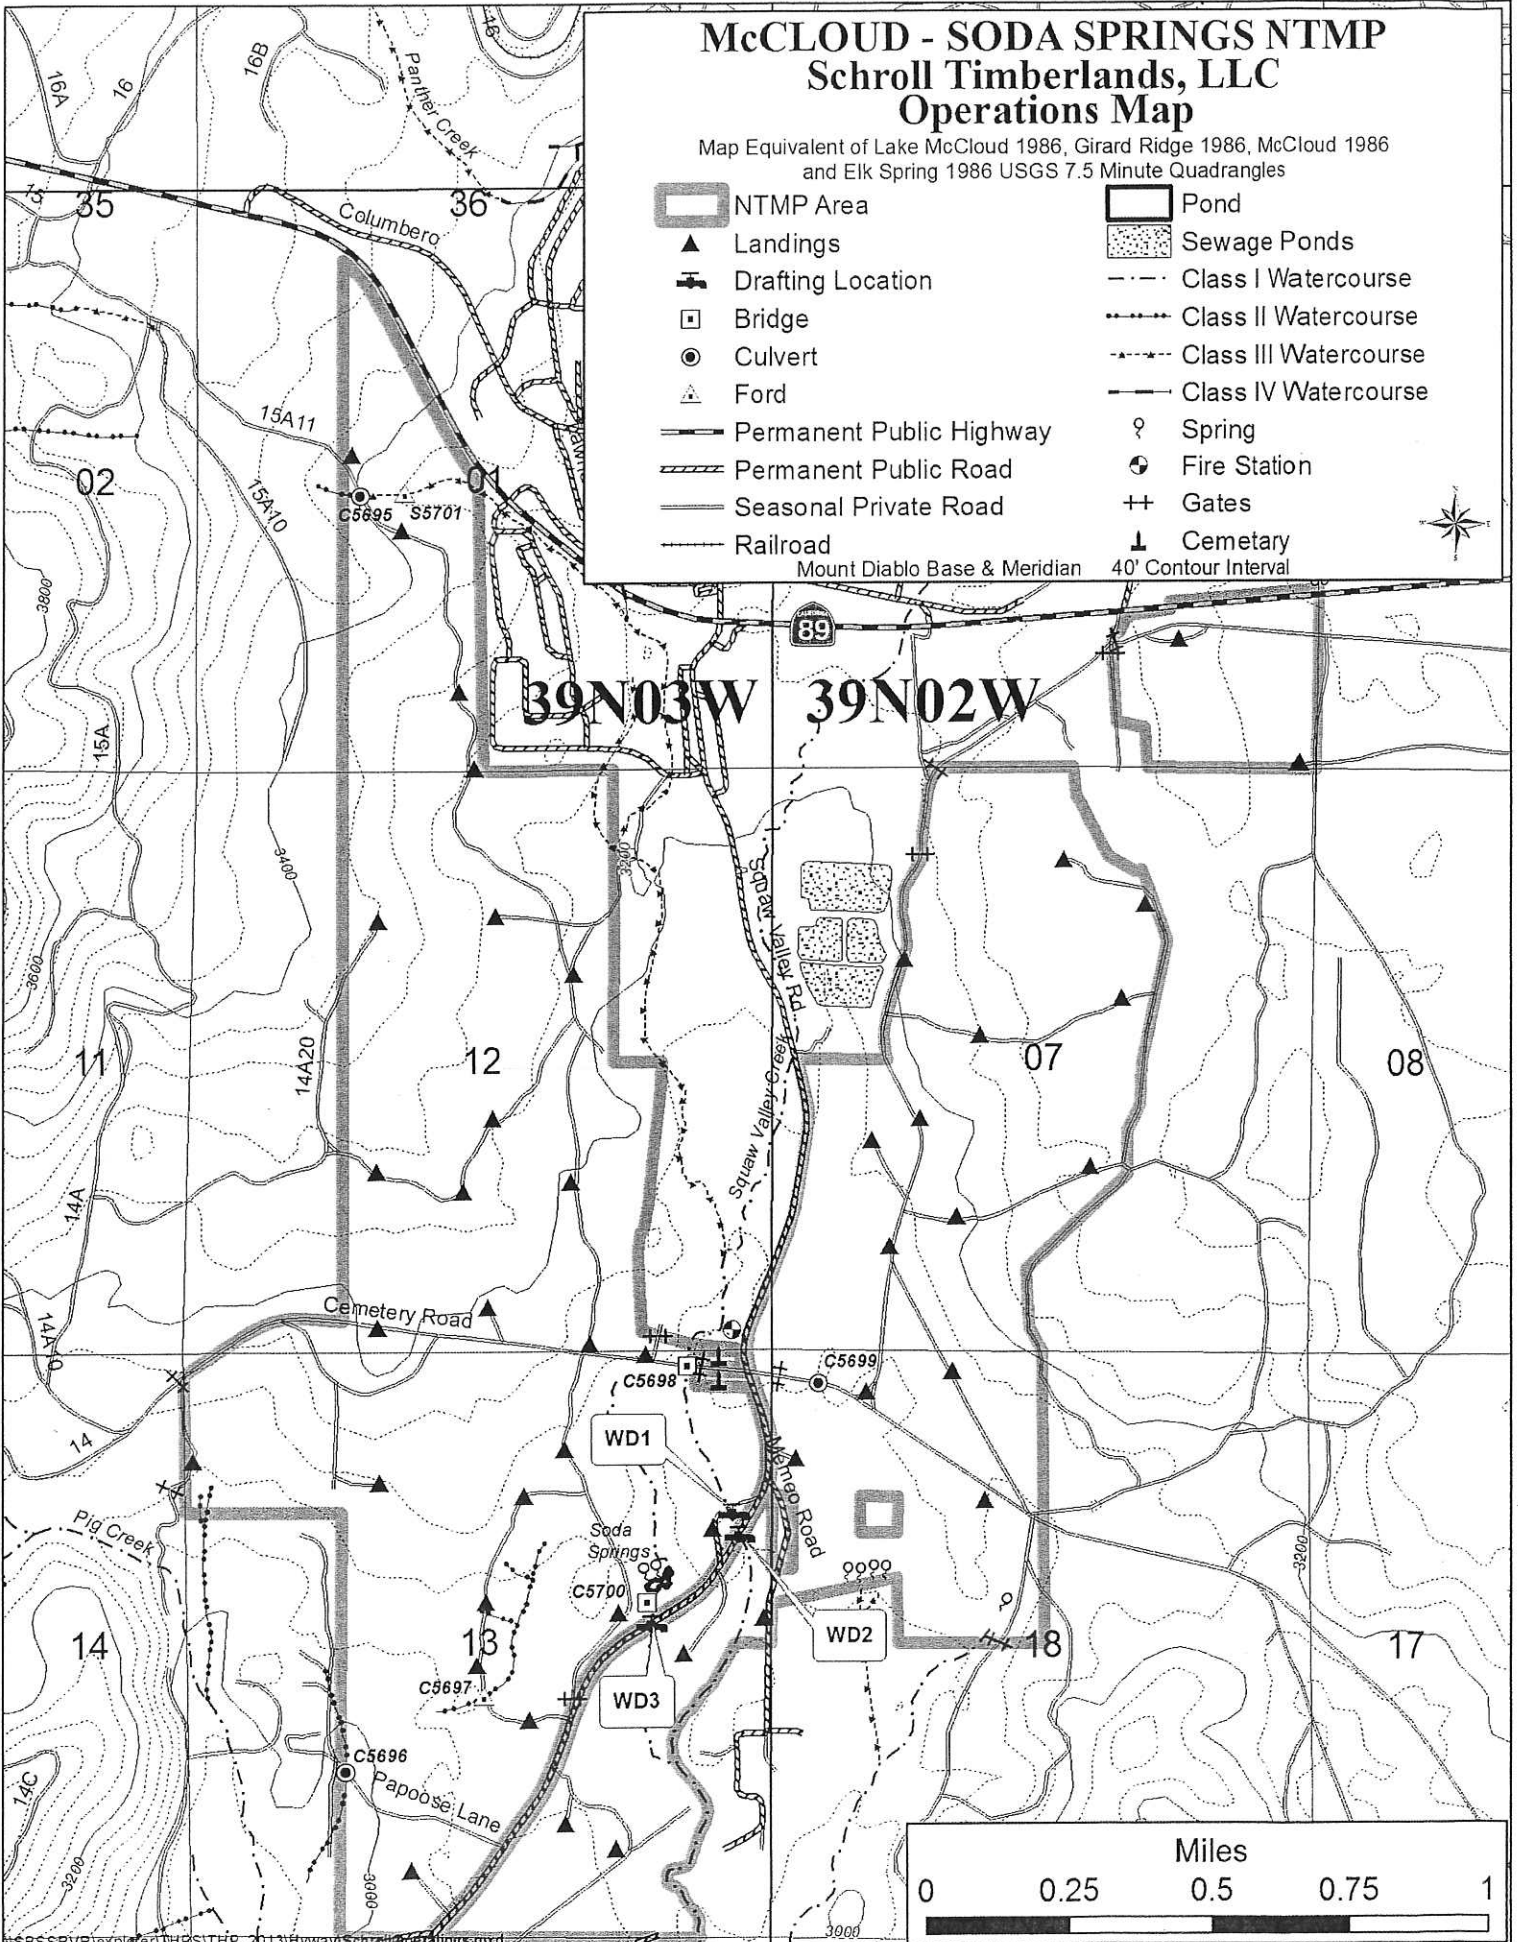 McCLOUD - SODA SPRINGS NTMP
Schroll Timberlands, LLC
Operations Map
Map Equivalent of Lake McCloud 1986, Girard Ridge 1986, McCloud 1986
and Elk Spring 1986 USGS 7.5 Minute Quadrangles
NTMP Area
Landings
Drafting Location
Bridge
Culvert
Ford
Permanent Public Highway
Permanent Public Road
Seasonal Private Road
Railroad
Pond
Sewage Ponds
Class I Watercourse
Class II Watercourse
Class III Watercourse
Class IV Watercourse
Spring
Fire Station
Gates
Cemetary
Mount Diablo Base & Meridian
40' Contour Interval
16A
16
16B
16
Panther Creek
15
35
36
Columbero
15A11
02
01
15A10
C5695
S5701
3800
89
39N03W
39N02W
15A
3400
3200
Squaw Valley Rd
3600
11
12
14A20
07
08
Squaw Valley Creek
14A
Cemetery Road
14A10
C5698
C5699
14
WD1
Memeo Road
Pig Creek
Soda
Springs
C5700
3200
14
13
WD2
18
17
C5697
WD3
C5696
Papoose Lane
14C
3200
3000
3000
Miles
0 0.25 0.5 0.75 1